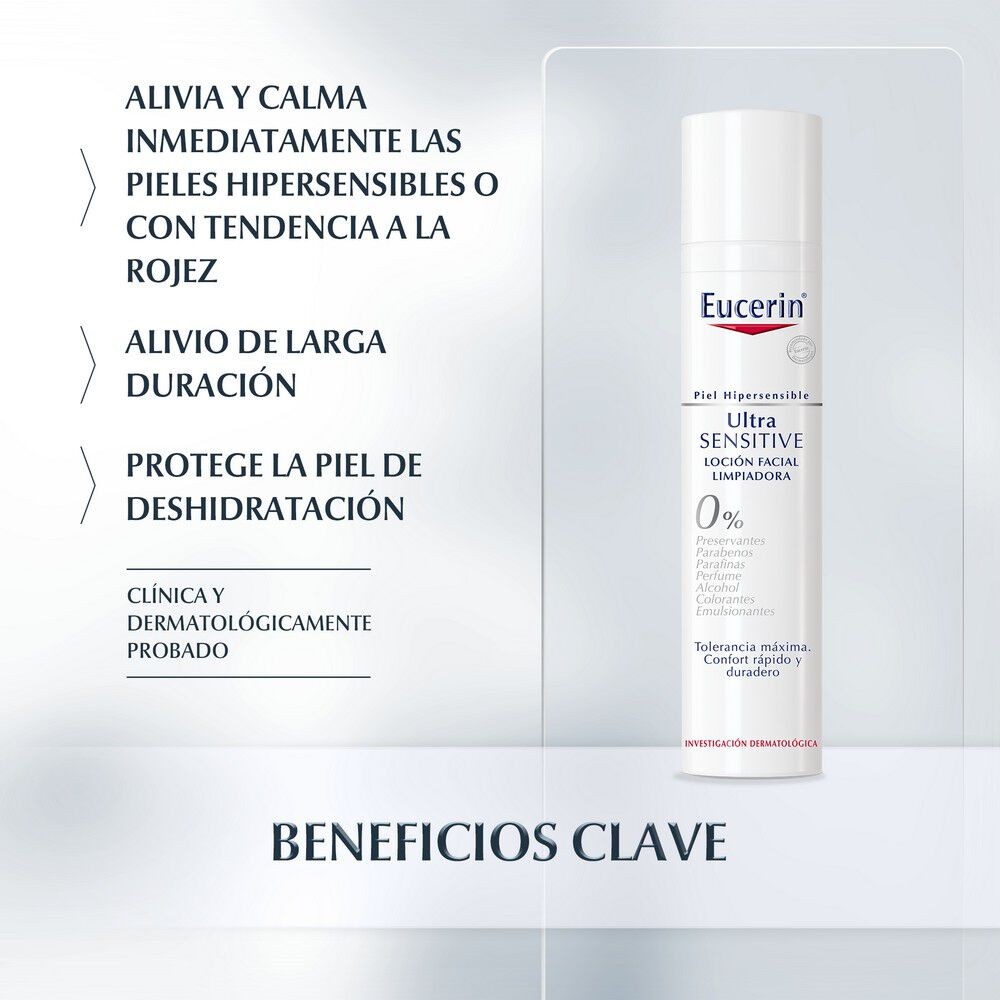 ALIVIA Y CALMA
INMEDIATAMENTE LAS
PIELES HIPERSENSIBLES O
CON TENDENCIA A LA
ROJEZ
ALIVIO DE LARGA
DURACIÓN
PROTEGE LA PIEL DE
DESHIDRATACIÓN
CLÍNICA Y
DERMATOLÓGICAMENTE
PROBADO
Eucerin®
Piel Hipersensible
Ultra
SENSITIVE
LOCIÓN FACIAL
LIMPIADORA
0%
Preservantes
Parabenos
Parafinas
Perfume
Alcohol
Colorantes
Emulsionantes
Tolerancia máxima.
Confort rápido y
duradero
INVESTIGACIÓN DERMATOLÓGICA
BENEFICIOS CLAVE